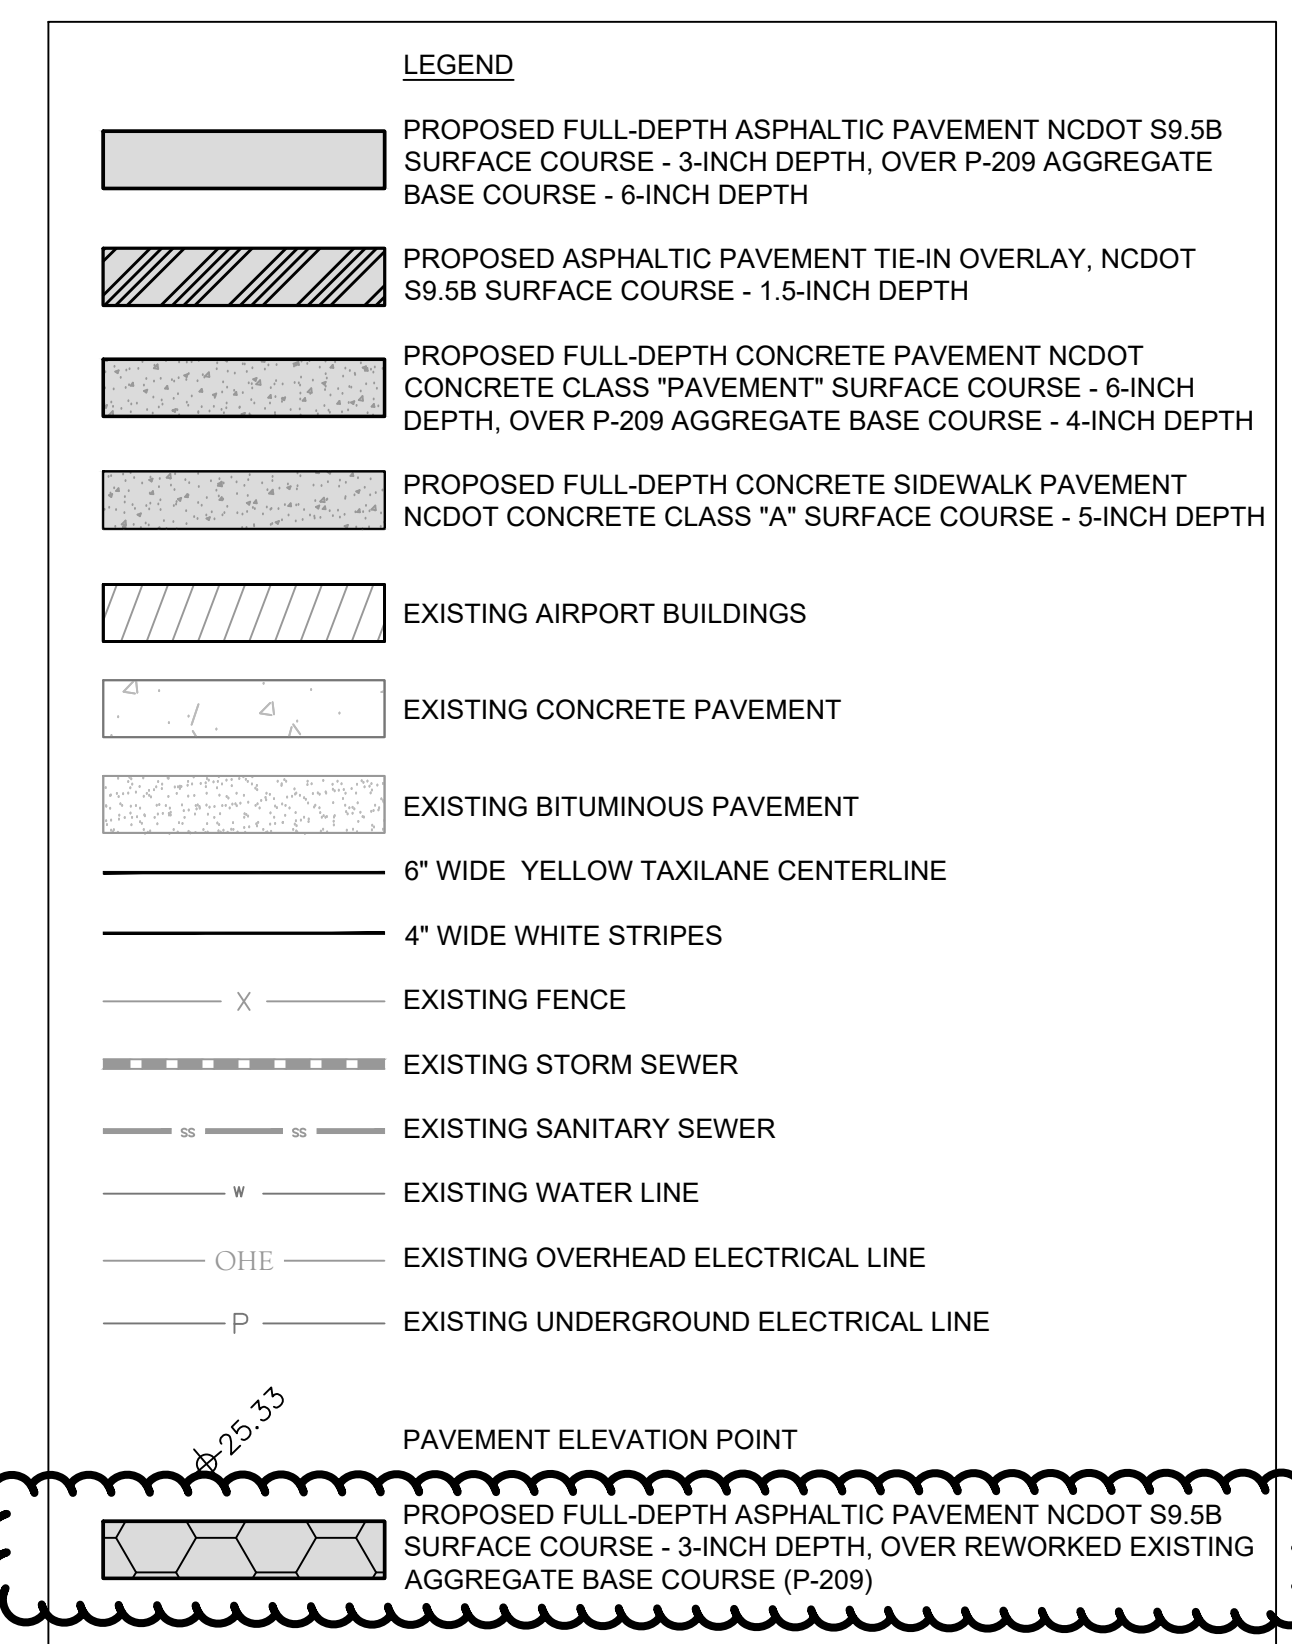 LEGEND
PROPOSED FULL-DEPTH ASPHALTIC PAVEMENT NCDOT S9.5B
SURFACE COURSE - 3-INCH DEPTH, OVER P-209 AGGREGATE
BASE COURSE - 6-INCH DEPTH
PROPOSED ASPHALTIC PAVEMENT TIE-IN OVERLAY, NCDOT
S9.5B SURFACE COURSE - 1.5-INCH DEPTH
PROPOSED FULL-DEPTH CONCRETE PAVEMENT NCDOT
CONCRETE CLASS "PAVEMENT" SURFACE COURSE - 6-INCH
DEPTH, OVER P-209 AGGREGATE BASE COURSE - 4-INCH DEPTH
PROPOSED FULL-DEPTH CONCRETE SIDEWALK PAVEMENT
NCDOT CONCRETE CLASS "A" SURFACE COURSE - 5-INCH DEPTH
EXISTING AIRPORT BUILDINGS
EXISTING CONCRETE PAVEMENT
EXISTING BITUMINOUS PAVEMENT
6" WIDE YELLOW TAXILANE CENTERLINE
4" WIDE WHITE STRIPES
X EXISTING FENCE
EXISTING STORM SEWER
SS SS EXISTING SANITARY SEWER
W EXISTING WATER LINE
OHE EXISTING OVERHEAD ELECTRICAL LINE
P EXISTING UNDERGROUND ELECTRICAL LINE
25.33 PAVEMENT ELEVATION POINT
PROPOSED FULL-DEPTH ASPHALTIC PAVEMENT NCDOT S9.5B
SURFACE COURSE - 3-INCH DEPTH, OVER REWORKED EXISTING
AGGREGATE BASE COURSE (P-209)